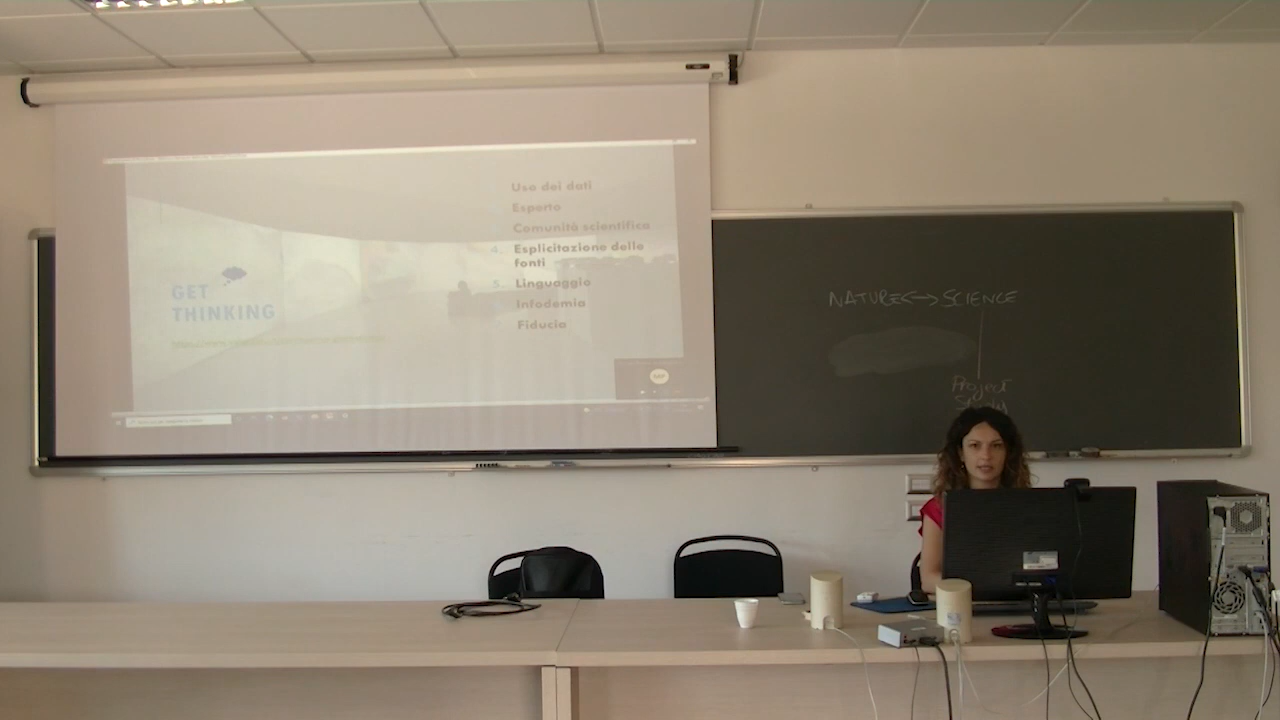 Uso dei dati
Esperto
Comunità scientifica
4. Esplicitazione delle
fonti
5. Linguaggio
Infodemia
Fiducia
GET
THINKING
NATURE<->SCIENCE
Project
Study